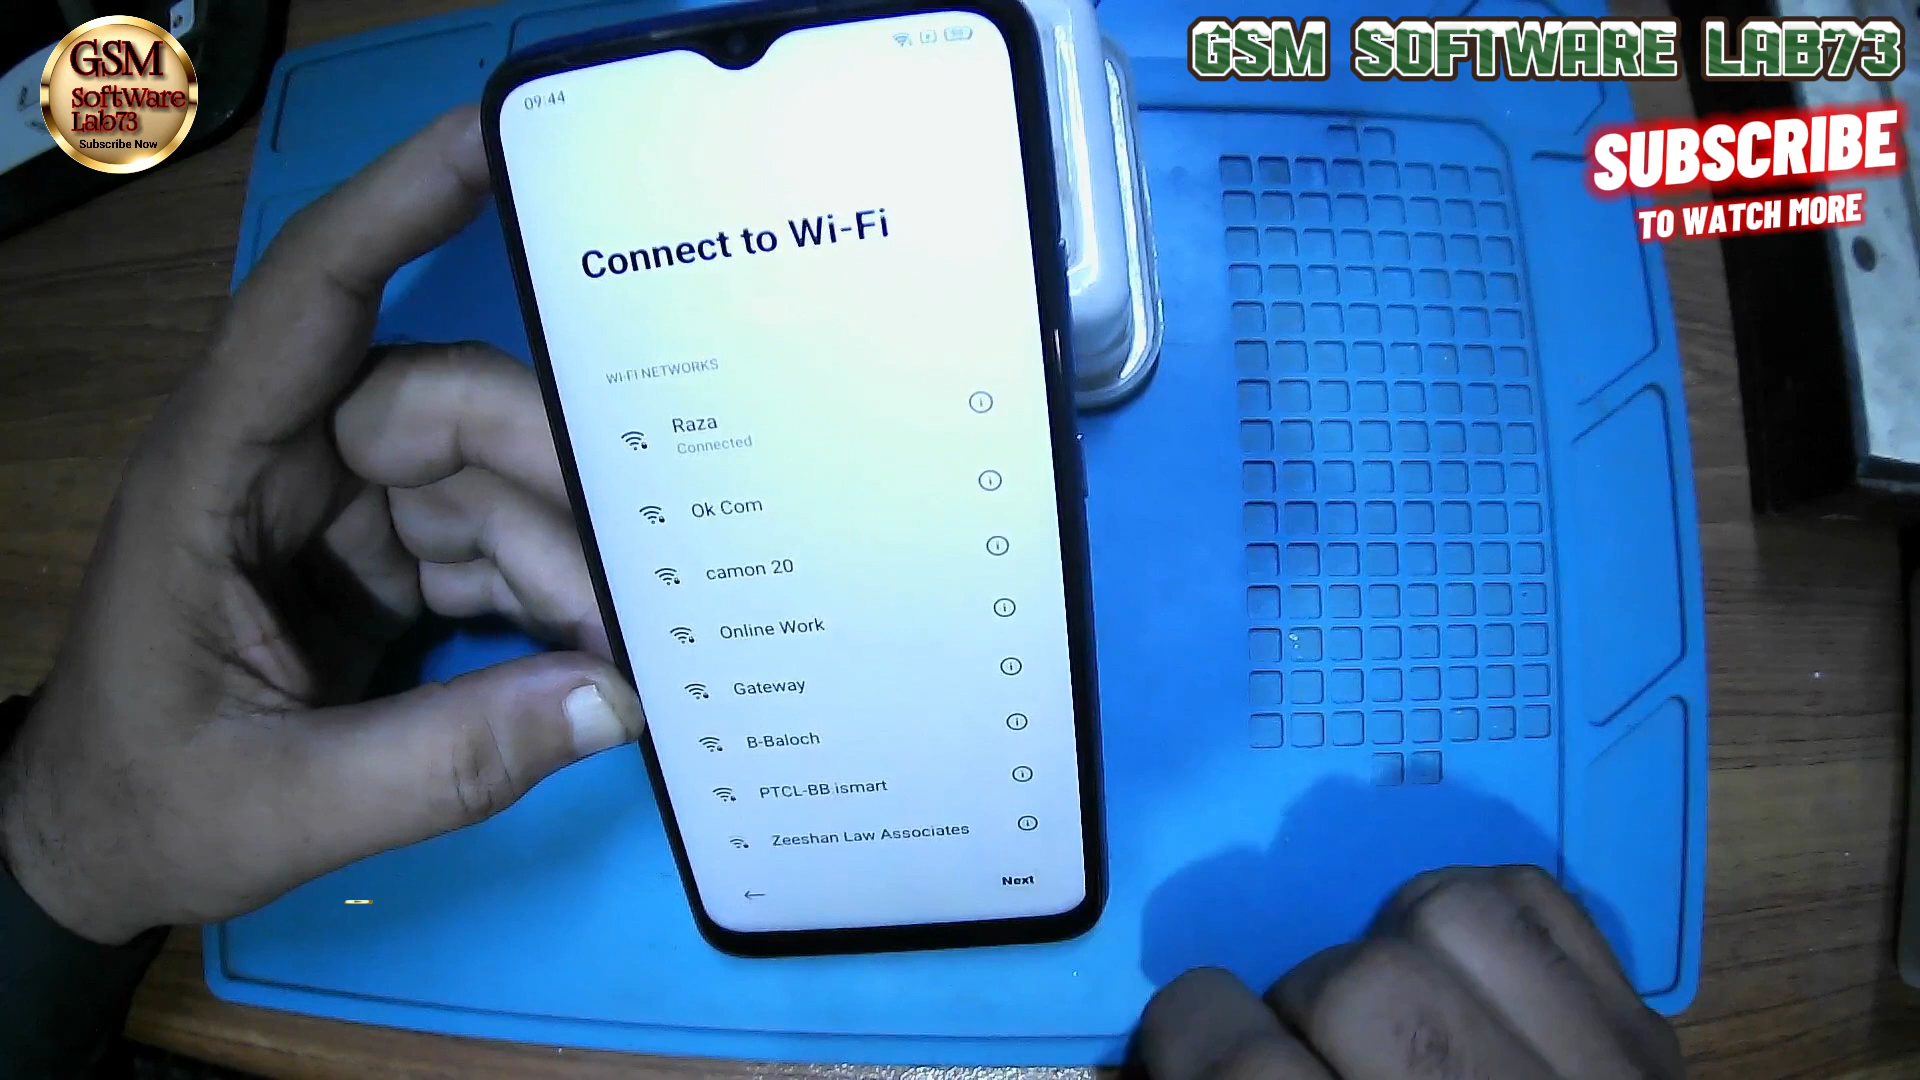 GSM
SoftWare
Lab73
Subscribe Now
GSM SOFTWARE LAB73
SUBSCRIBE
TO WATCH MORE
09:44
Connect to Wi-Fi
WI-FI NETWORKS
Raza
Connected
Ok Com
camon 20
Online Work
Gateway
B-Baloch
PTCL-BB ismart
Zeeshan Law Associates
Next